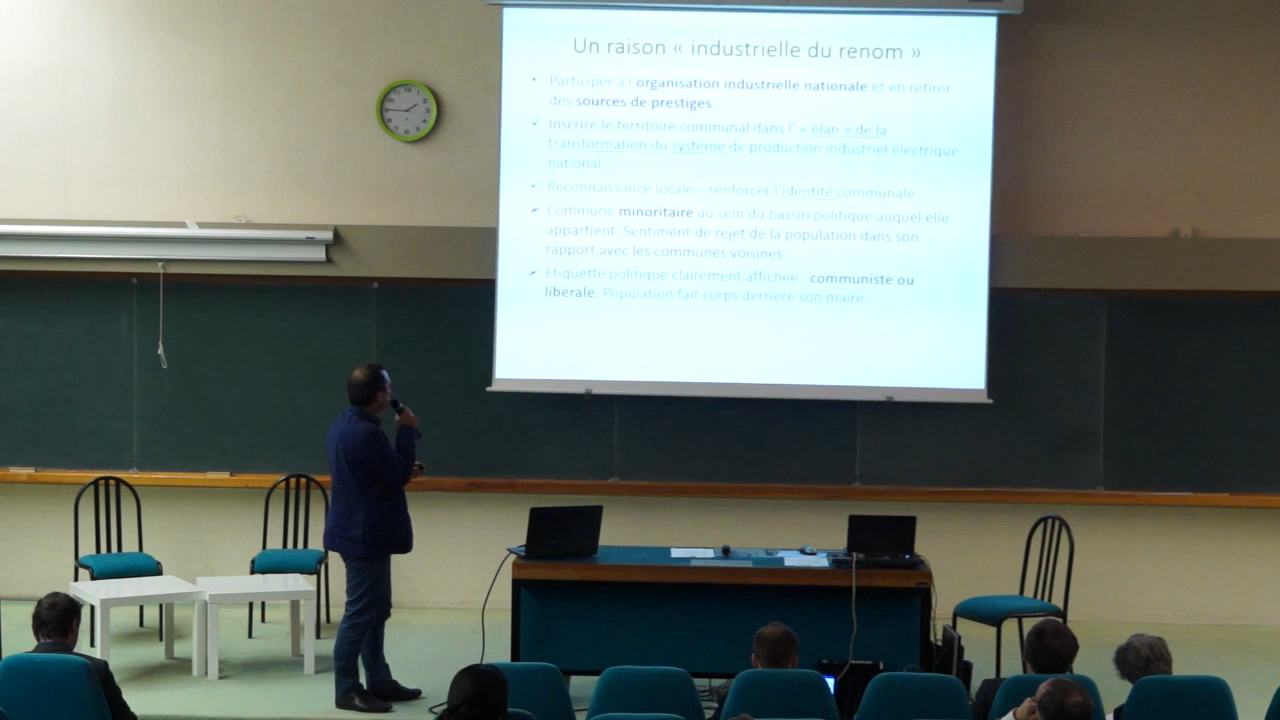 Un raison « industrielle du renom »
• Participer à l'organisation industrielle nationale et en retirer
des sources de prestiges.
✓ Inscrire le territoire communal dans l' « élan » de la
transformation du système de production industriel électrique
national.
✓ Reconnaissance locale – renforcer l'identité communale
Commune minoritaire au sein du bassin politique auquel elle
appartient. Sentiment de rejet de la population dans son
rapport avec les communes voisines.
Etiquette politique clairement affichée : communiste ou
libérale. Population fait corps derrière son maire.